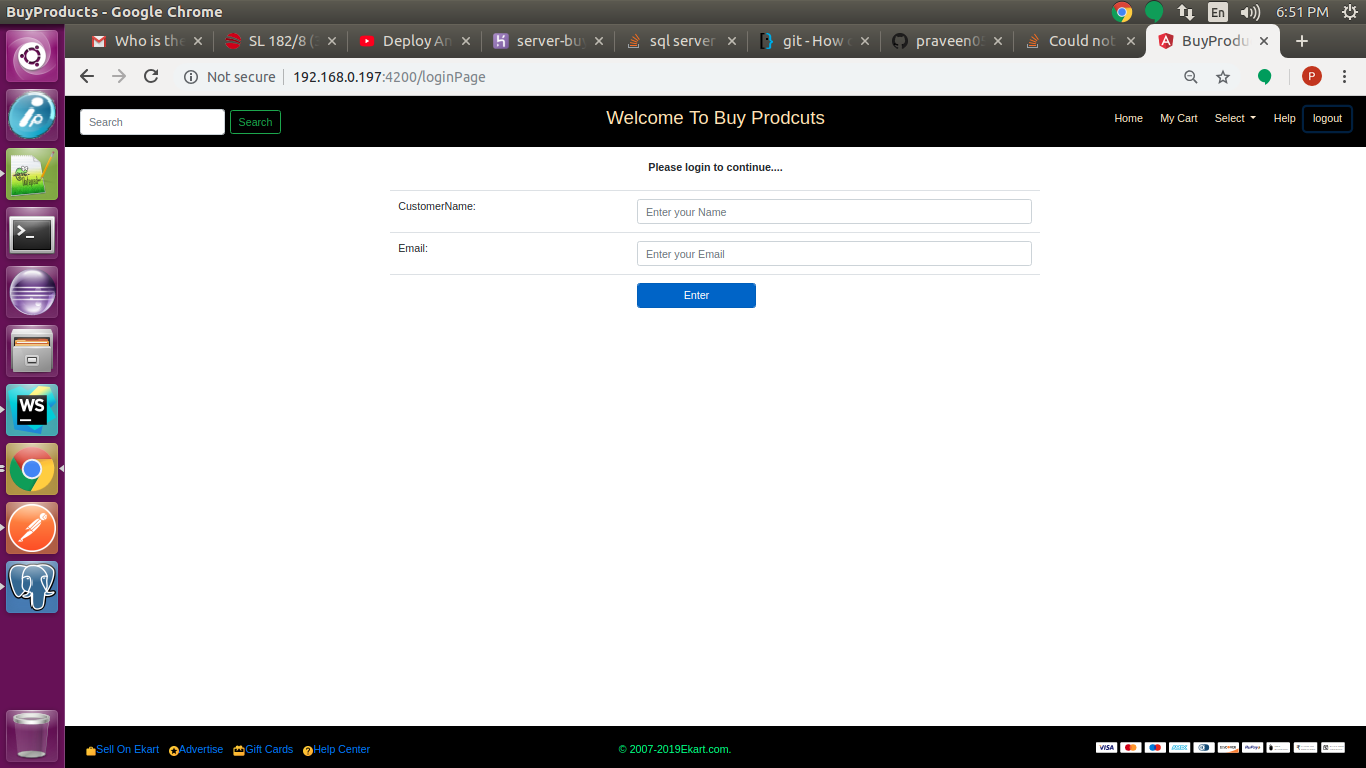 BuyProducts - Google Chrome
En
6:51 PM
Who is the
SL 182/8 (
Deploy An
server-buy
sql server
git - How
praveen05
Could not
BuyProdu
Not secure
192.168.0.197:4200/loginPage
P
Search
Search
Welcome To Buy Prodcuts
Home
My Cart
Select
Help
logout
Please login to continue....
CustomerName:
Enter your Name
Email:
Enter your Email
Enter
WS
Sell On Ekart
Advertise
Gift Cards
Help Center
© 2007-2019Ekart.com.
VISA